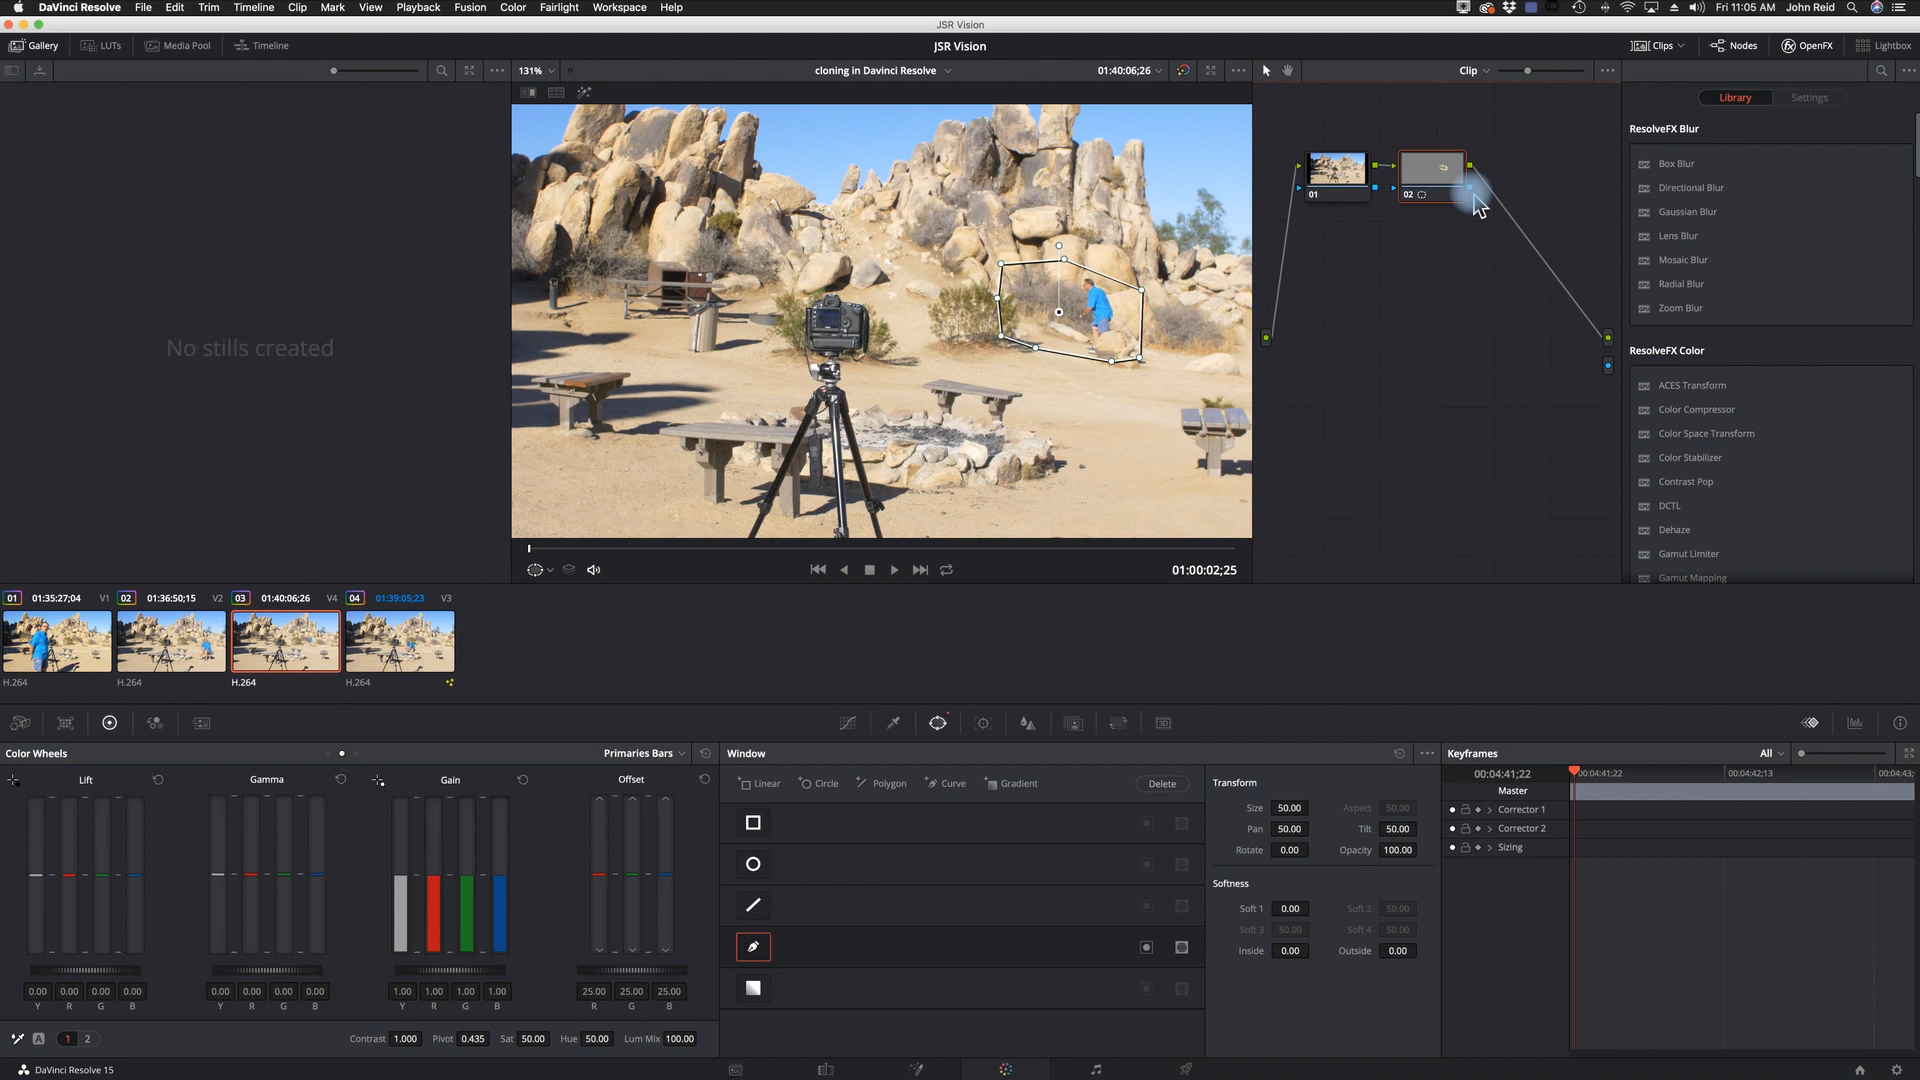 DaVinci Resolve File Edit Trim Timeline Clip Mark View Playback Fusion Color Fairlight Workspace Help Fri 11:05 AM John Reid
JSR Vision
Gallery LUTs Media Pool Timeline JSR Vision Clips Nodes OpenFX Lightbox
131% cloning in Davinci Resolve 01:40:06;26 Clip
Library Settings
ResolveFX Blur
Box Blur
Directional Blur
Gaussian Blur
Lens Blur
Mosaic Blur
Radial Blur
Zoom Blur
01 02
No stills created
ResolveFX Color
ACES Transform
Color Compressor
Color Space Transform
Color Stabilizer
Contrast Pop
DCTL
Dehaze
Gamut Limiter
Gamut Mapping
01:00:02;25
01 01:35:27;04 V1 02 01:36:50;15 V2 03 01:40:06;26 V4 04 01:39:05;23 V3
H.264 H.264 H.264 H.264
Color Wheels Primaries Bars Window Keyframes All
Lift Gamma Gain Offset
Linear Circle Polygon Curve Gradient Delete
Transform
Size 50.00 Aspect 50.00
Pan 50.00 Tilt 50.00
Rotate 0.00 Opacity 100.00
Softness
Soft 1 0.00 Soft 2 50.00
Soft 3 50.00 Soft 4 50.00
Inside 0.00 Outside 0.00
00:04:41;22 00:04:41;22 00:04:42;13 00:04:43;
Master
Corrector 1
Corrector 2
Sizing
0.00 0.00 0.00 0.00 0.00 0.00 0.00 0.00 1.00 1.00 1.00 1.00 25.00 25.00 25.00
Y R G B Y R G B Y R G B R G B
A 1 2 Contrast 1.000 Pivot 0.435 Sat 50.00 Hue 50.00 Lum Mix 100.00
DaVinci Resolve 15